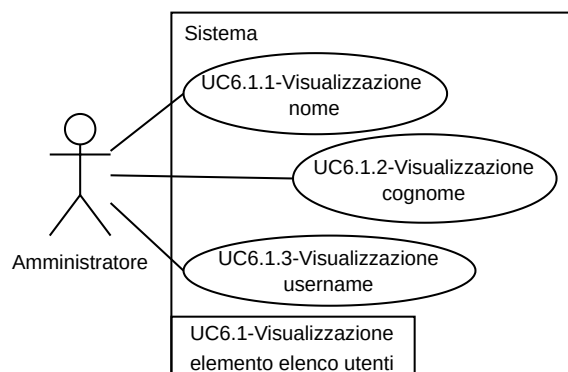 Sistema
UC6.1.1-Visualizzazione
nome
UC6.1.2-Visualizzazione
cognome
Amministratore
UC6.1.3-Visualizzazione
username
UC6.1-Visualizzazione
elemento elenco utenti